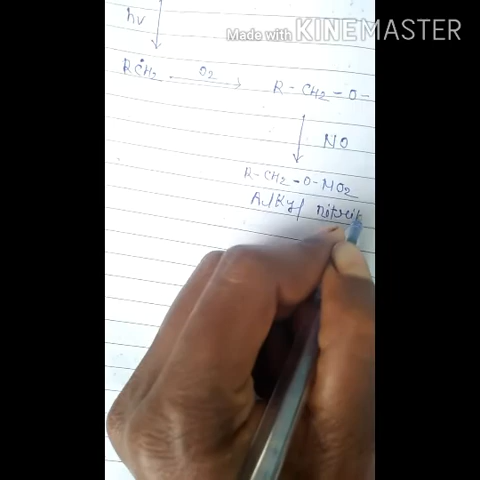 Made with KINEMASTER
hν
RĊH2 O2 → R - CH2 - O -
↓ NO
R - CH2 - O - NO2
Alkyl